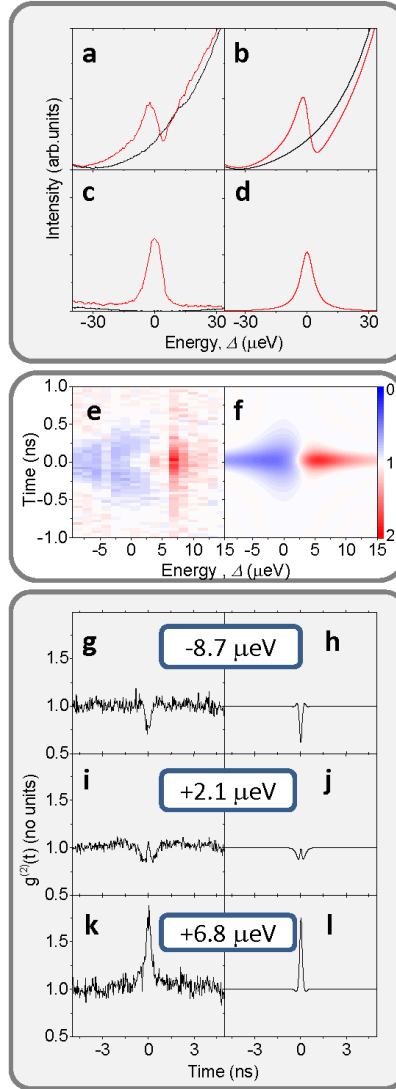 a b
c d
Intensity (arb.units)
-30 0 30 -30 0 30
Energy, Δ (μeV)
e f
1.0
0.5
0.0
-0.5
-1.0
Time (ns)
-5 0 5 10 15 -5 0 5 10 15
Energy , Δ (μeV)
0
1
2
g -8.7 μeV h
1.5
1.0
0.5
i +2.1 μeV j
1.5
1.0
0.5
g(2)(t) (no units)
k +6.8 μeV l
1.5
1.0
0.5
-3 0 3 -3 0 3
Time (ns)